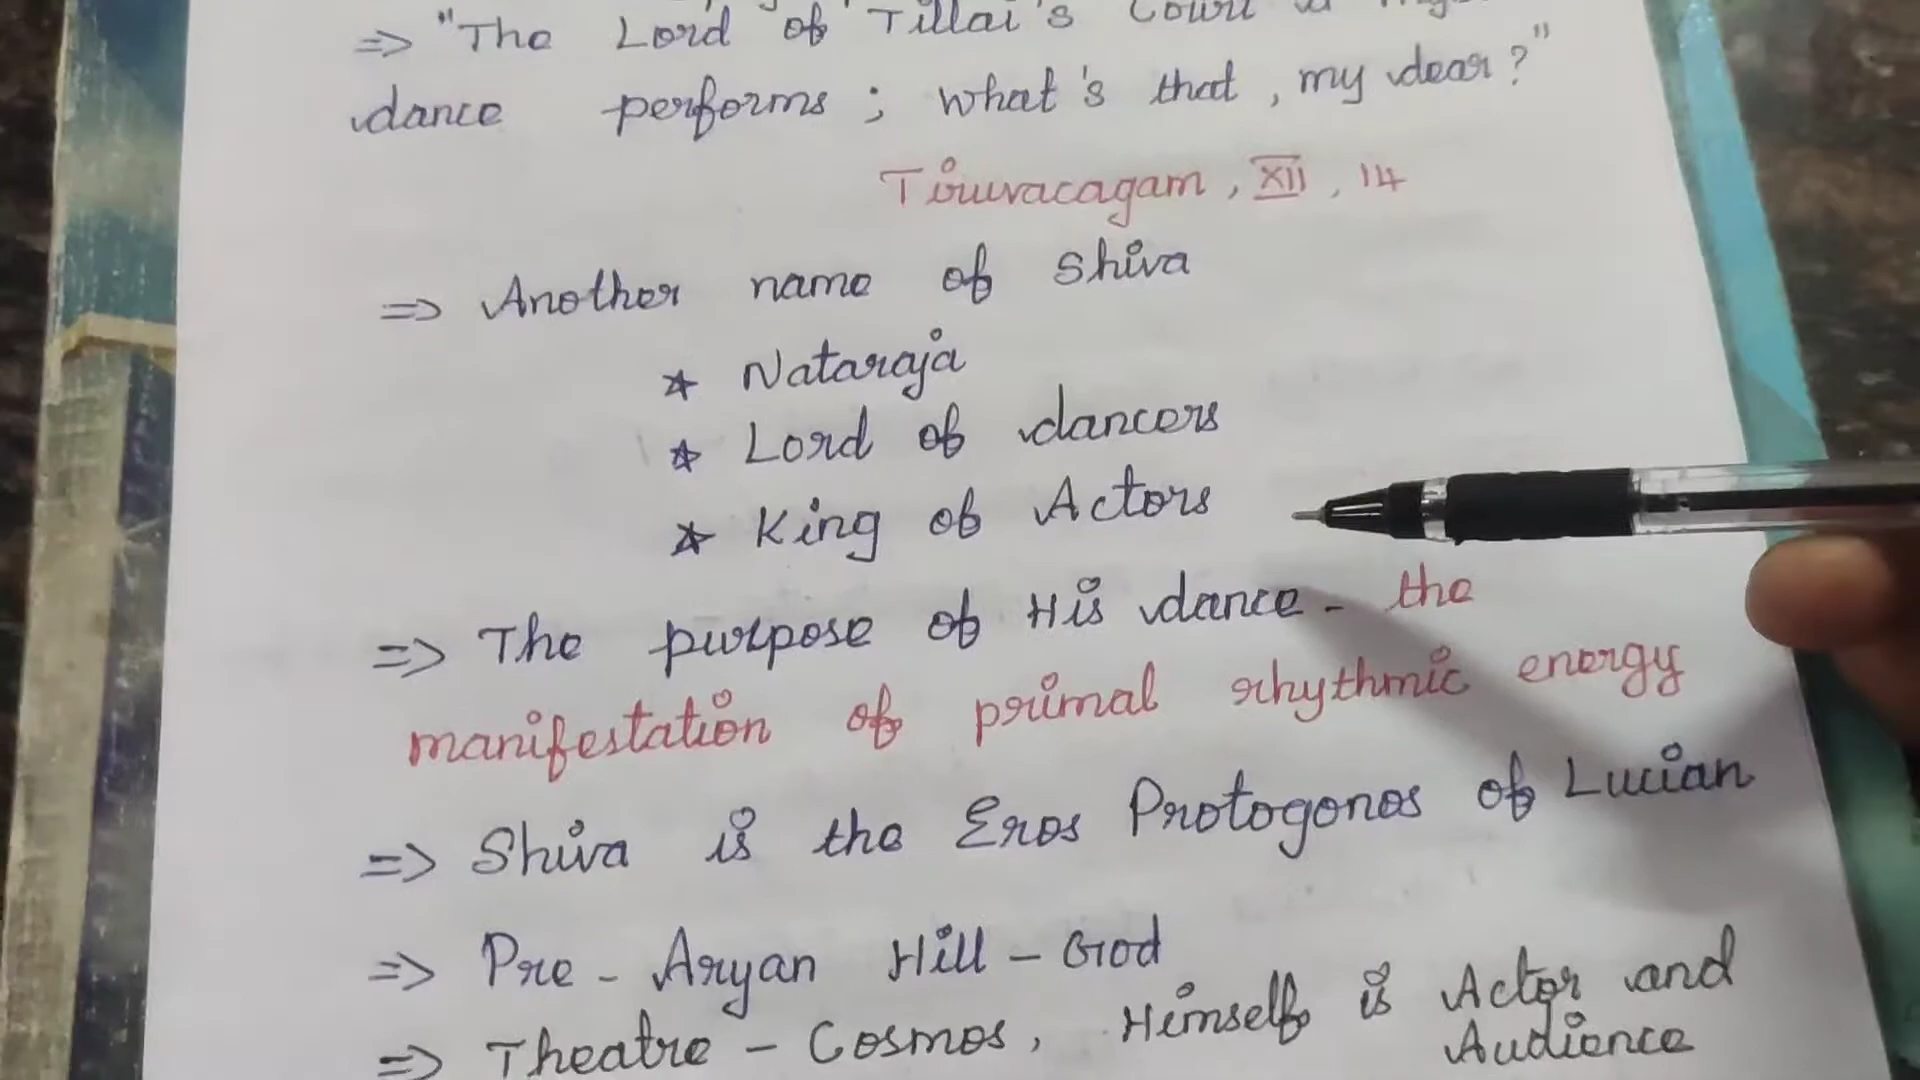 ⇒ "The Lord of Tillai's Court
dance performs ; what's that , my dear ?"
Tiruvacagam , XII , 14
⇒ Another name of Shiva
★ Nataraja
★ Lord of dancers
★ King of Actors
⇒ The purpose of His dance - the
manifestation of primal rhythmic energy
⇒ Shiva is the Eros Protogonos of Lucian
⇒ Pre - Aryan Hill - God
⇒ Theatre - Cosmos , Himself is Actor and
Audience